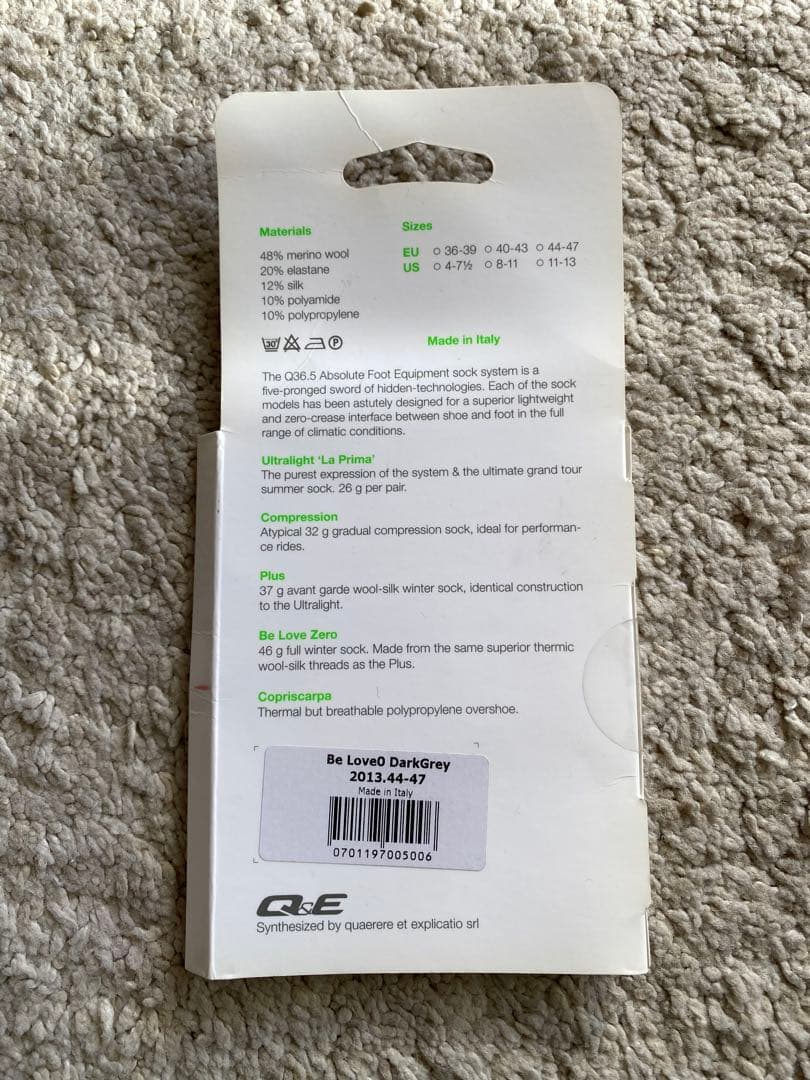 Materials
48% merino wool
20% elastane
12% silk
10% polyamide
10% polypropylene
Sizes
EU 36-39 40-43 44-47
US 4-7½ 8-11 11-13
30 P
Made in Italy
The Q36.5 Absolute Foot Equipment sock system is a
five-pronged sword of hidden-technologies. Each of the sock
models has been astutely designed for a superior lightweight
and zero-crease interface between shoe and foot in the full
range of climatic conditions.
Ultralight ‘La Prima’
The purest expression of the system & the ultimate grand tour
summer sock. 26 g per pair.
Compression
Atypical 32 g gradual compression sock, ideal for performan-
ce rides.
Plus
37 g avant garde wool-silk winter sock, identical construction
to the Ultralight.
Be Love Zero
46 g full winter sock. Made from the same superior thermic
wool-silk threads as the Plus.
Copriscarpa
Thermal but breathable polypropylene overshoe.
Be Love0 DarkGrey
2013.44-47
Made in Italy
0701197005006
Q&E
Synthesized by quaerere et explicatio srl